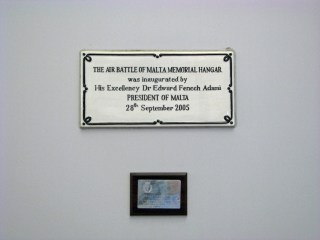 THE AIR BATTLE OF MALTA MEMORIAL HANGAR
was inaugurated by
His Excellency Dr Edward Fenech Adami
PRESIDENT OF MALTA
28th September 2005